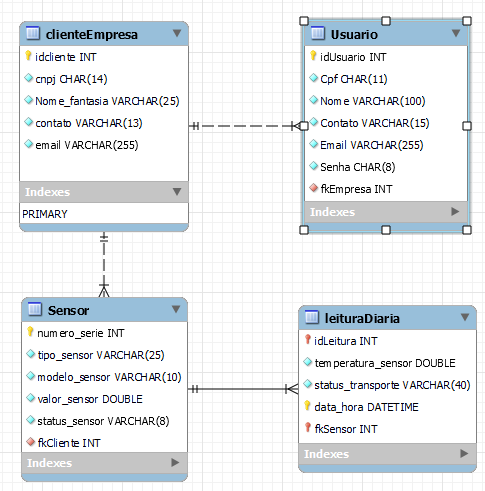 clienteEmpresa
idcliente INT
cnpj CHAR(14)
Nome_fantasia VARCHAR(25)
contato VARCHAR(13)
email VARCHAR(255)
Indexes
PRIMARY
Usuario
idUsuario INT
Cpf CHAR(11)
Nome VARCHAR(100)
Contato VARCHAR(15)
Email VARCHAR(255)
Senha CHAR(8)
fkEmpresa INT
Indexes
Sensor
numero_serie INT
tipo_sensor VARCHAR(25)
modelo_sensor VARCHAR(10)
valor_sensor DOUBLE
status_sensor VARCHAR(8)
fkCliente INT
Indexes
leituraDiaria
idLeitura INT
temperatura_sensor DOUBLE
status_transporte VARCHAR(40)
data_hora DATETIME
fkSensor INT
Indexes